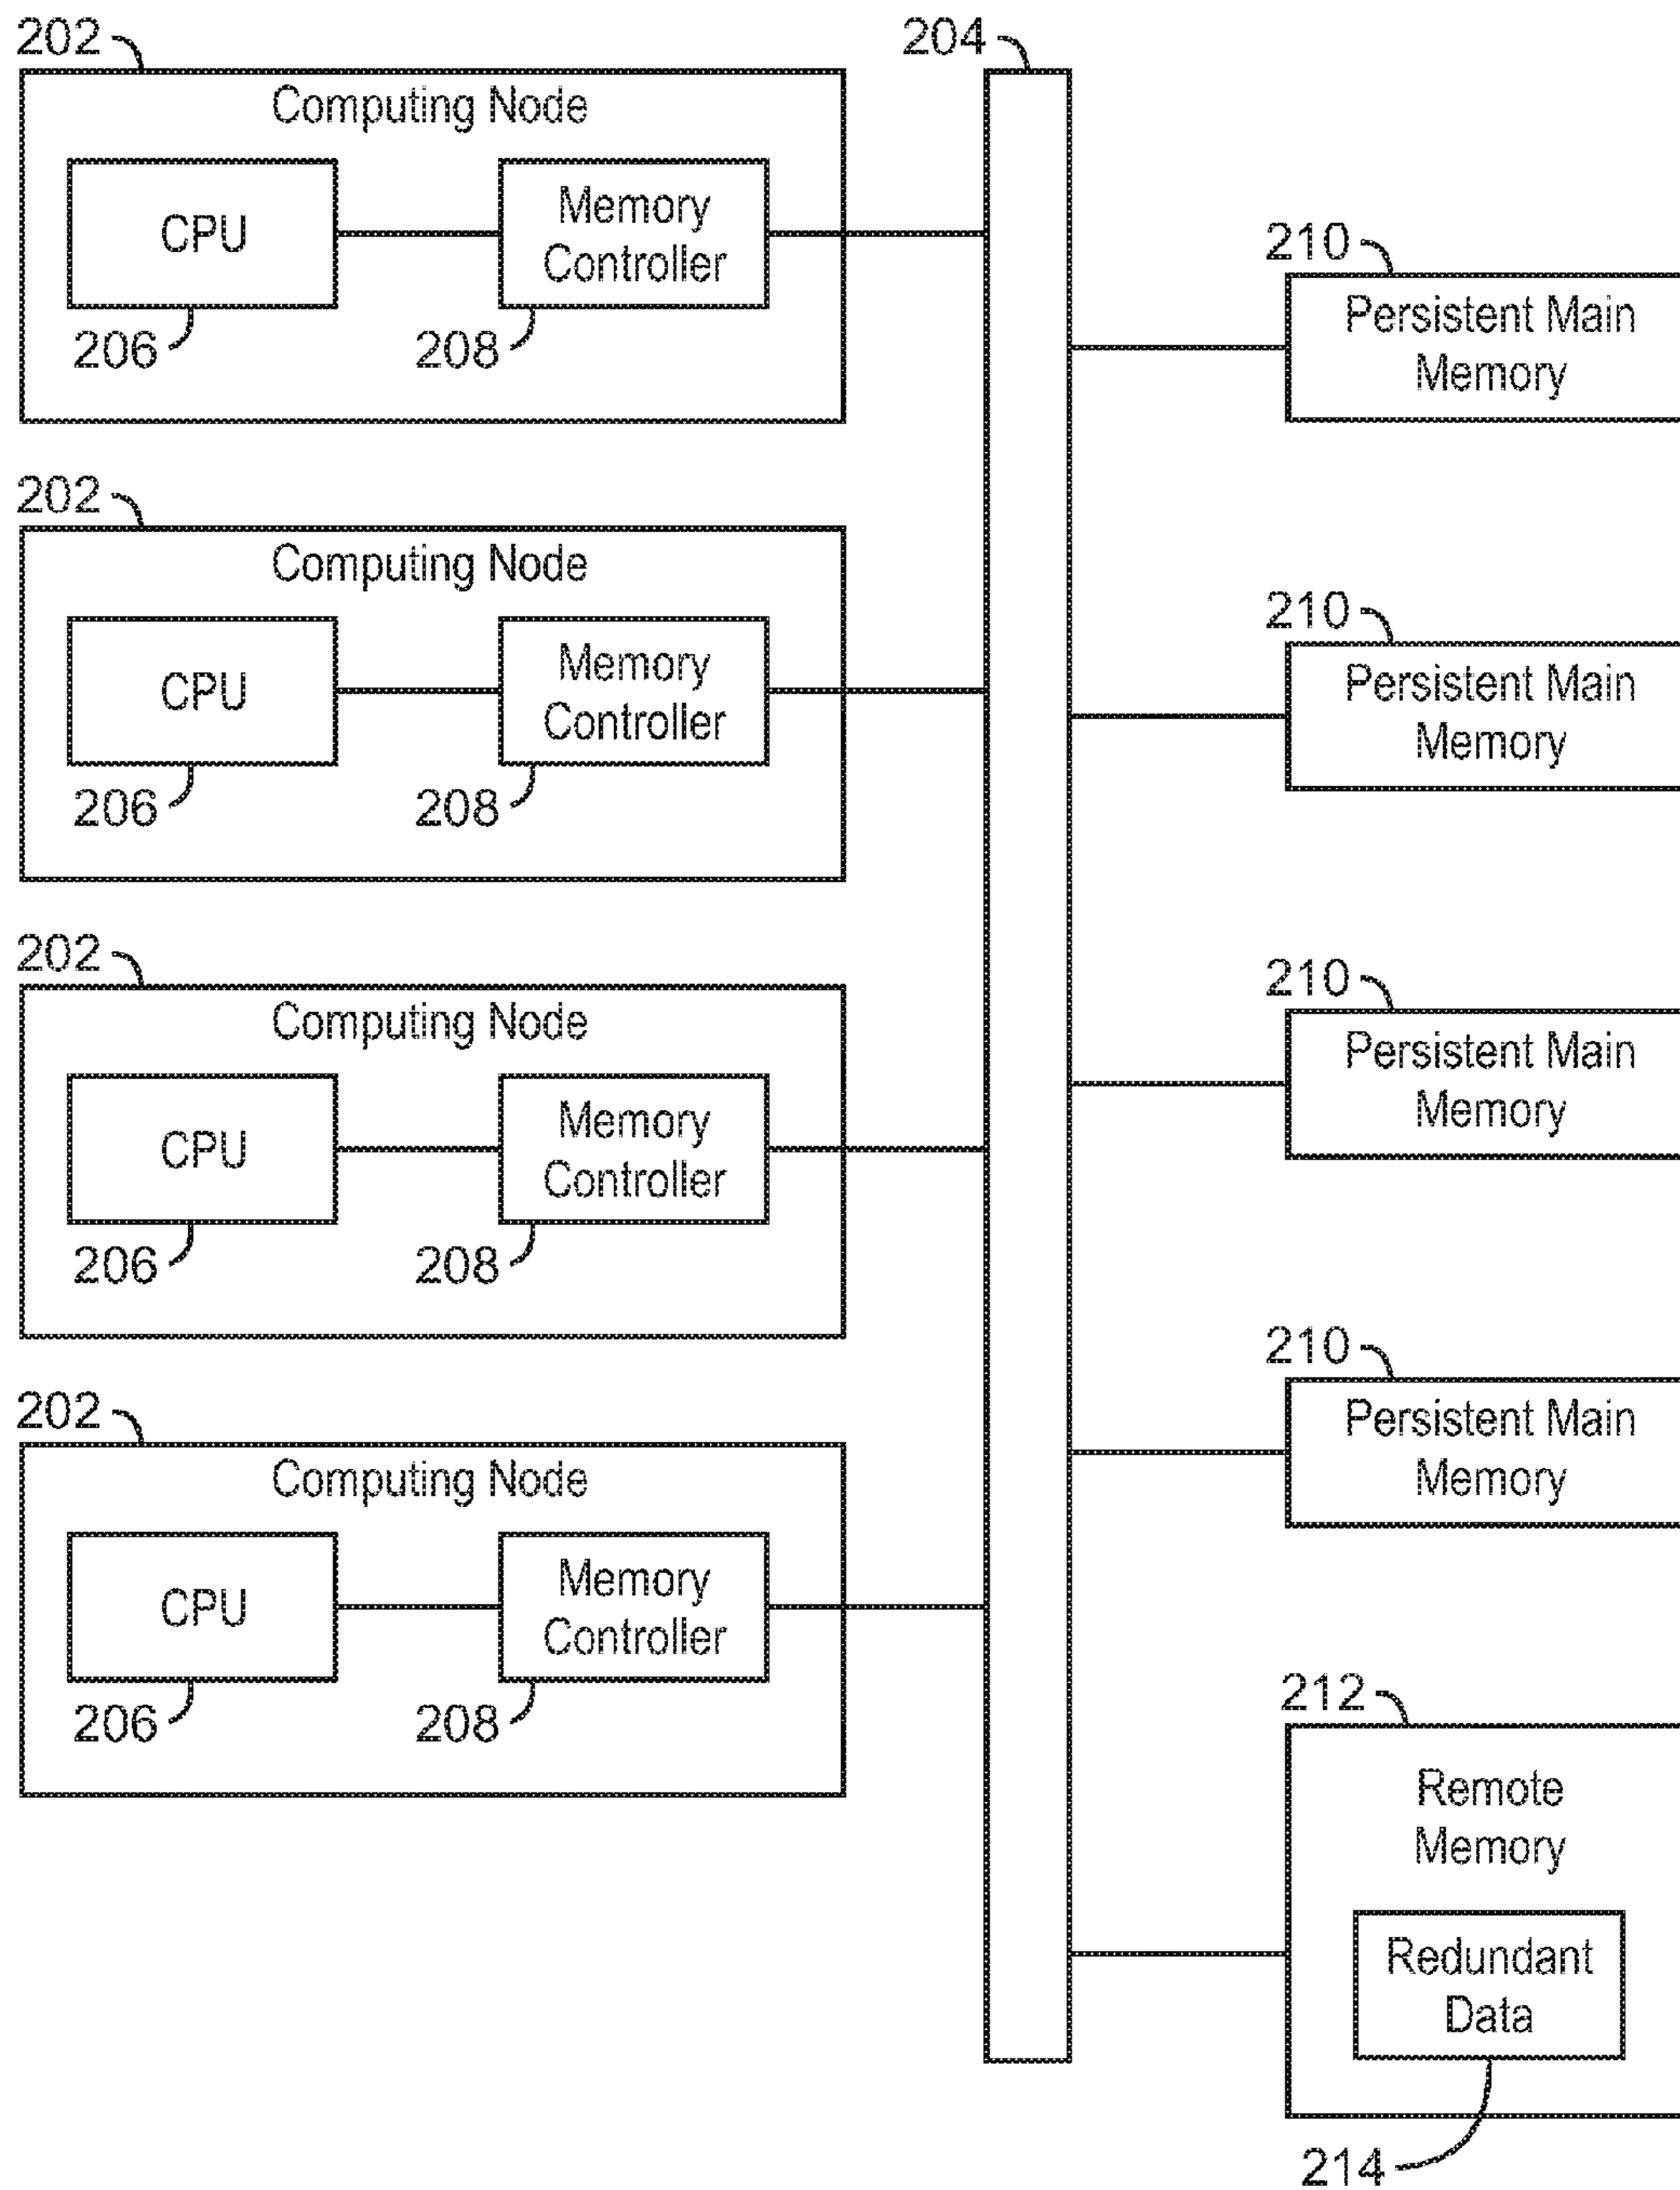 202
Computing Node
CPU
Memory
Controller
206
208
202
Computing Node
CPU
Memory
Controller
206
208
202
Computing Node
CPU
Memory
Controller
206
208
202
Computing Node
CPU
Memory
Controller
206
208
204
210
Persistent Main
Memory
210
Persistent Main
Memory
210
Persistent Main
Memory
210
Persistent Main
Memory
212
Remote
Memory
Redundant
Data
214